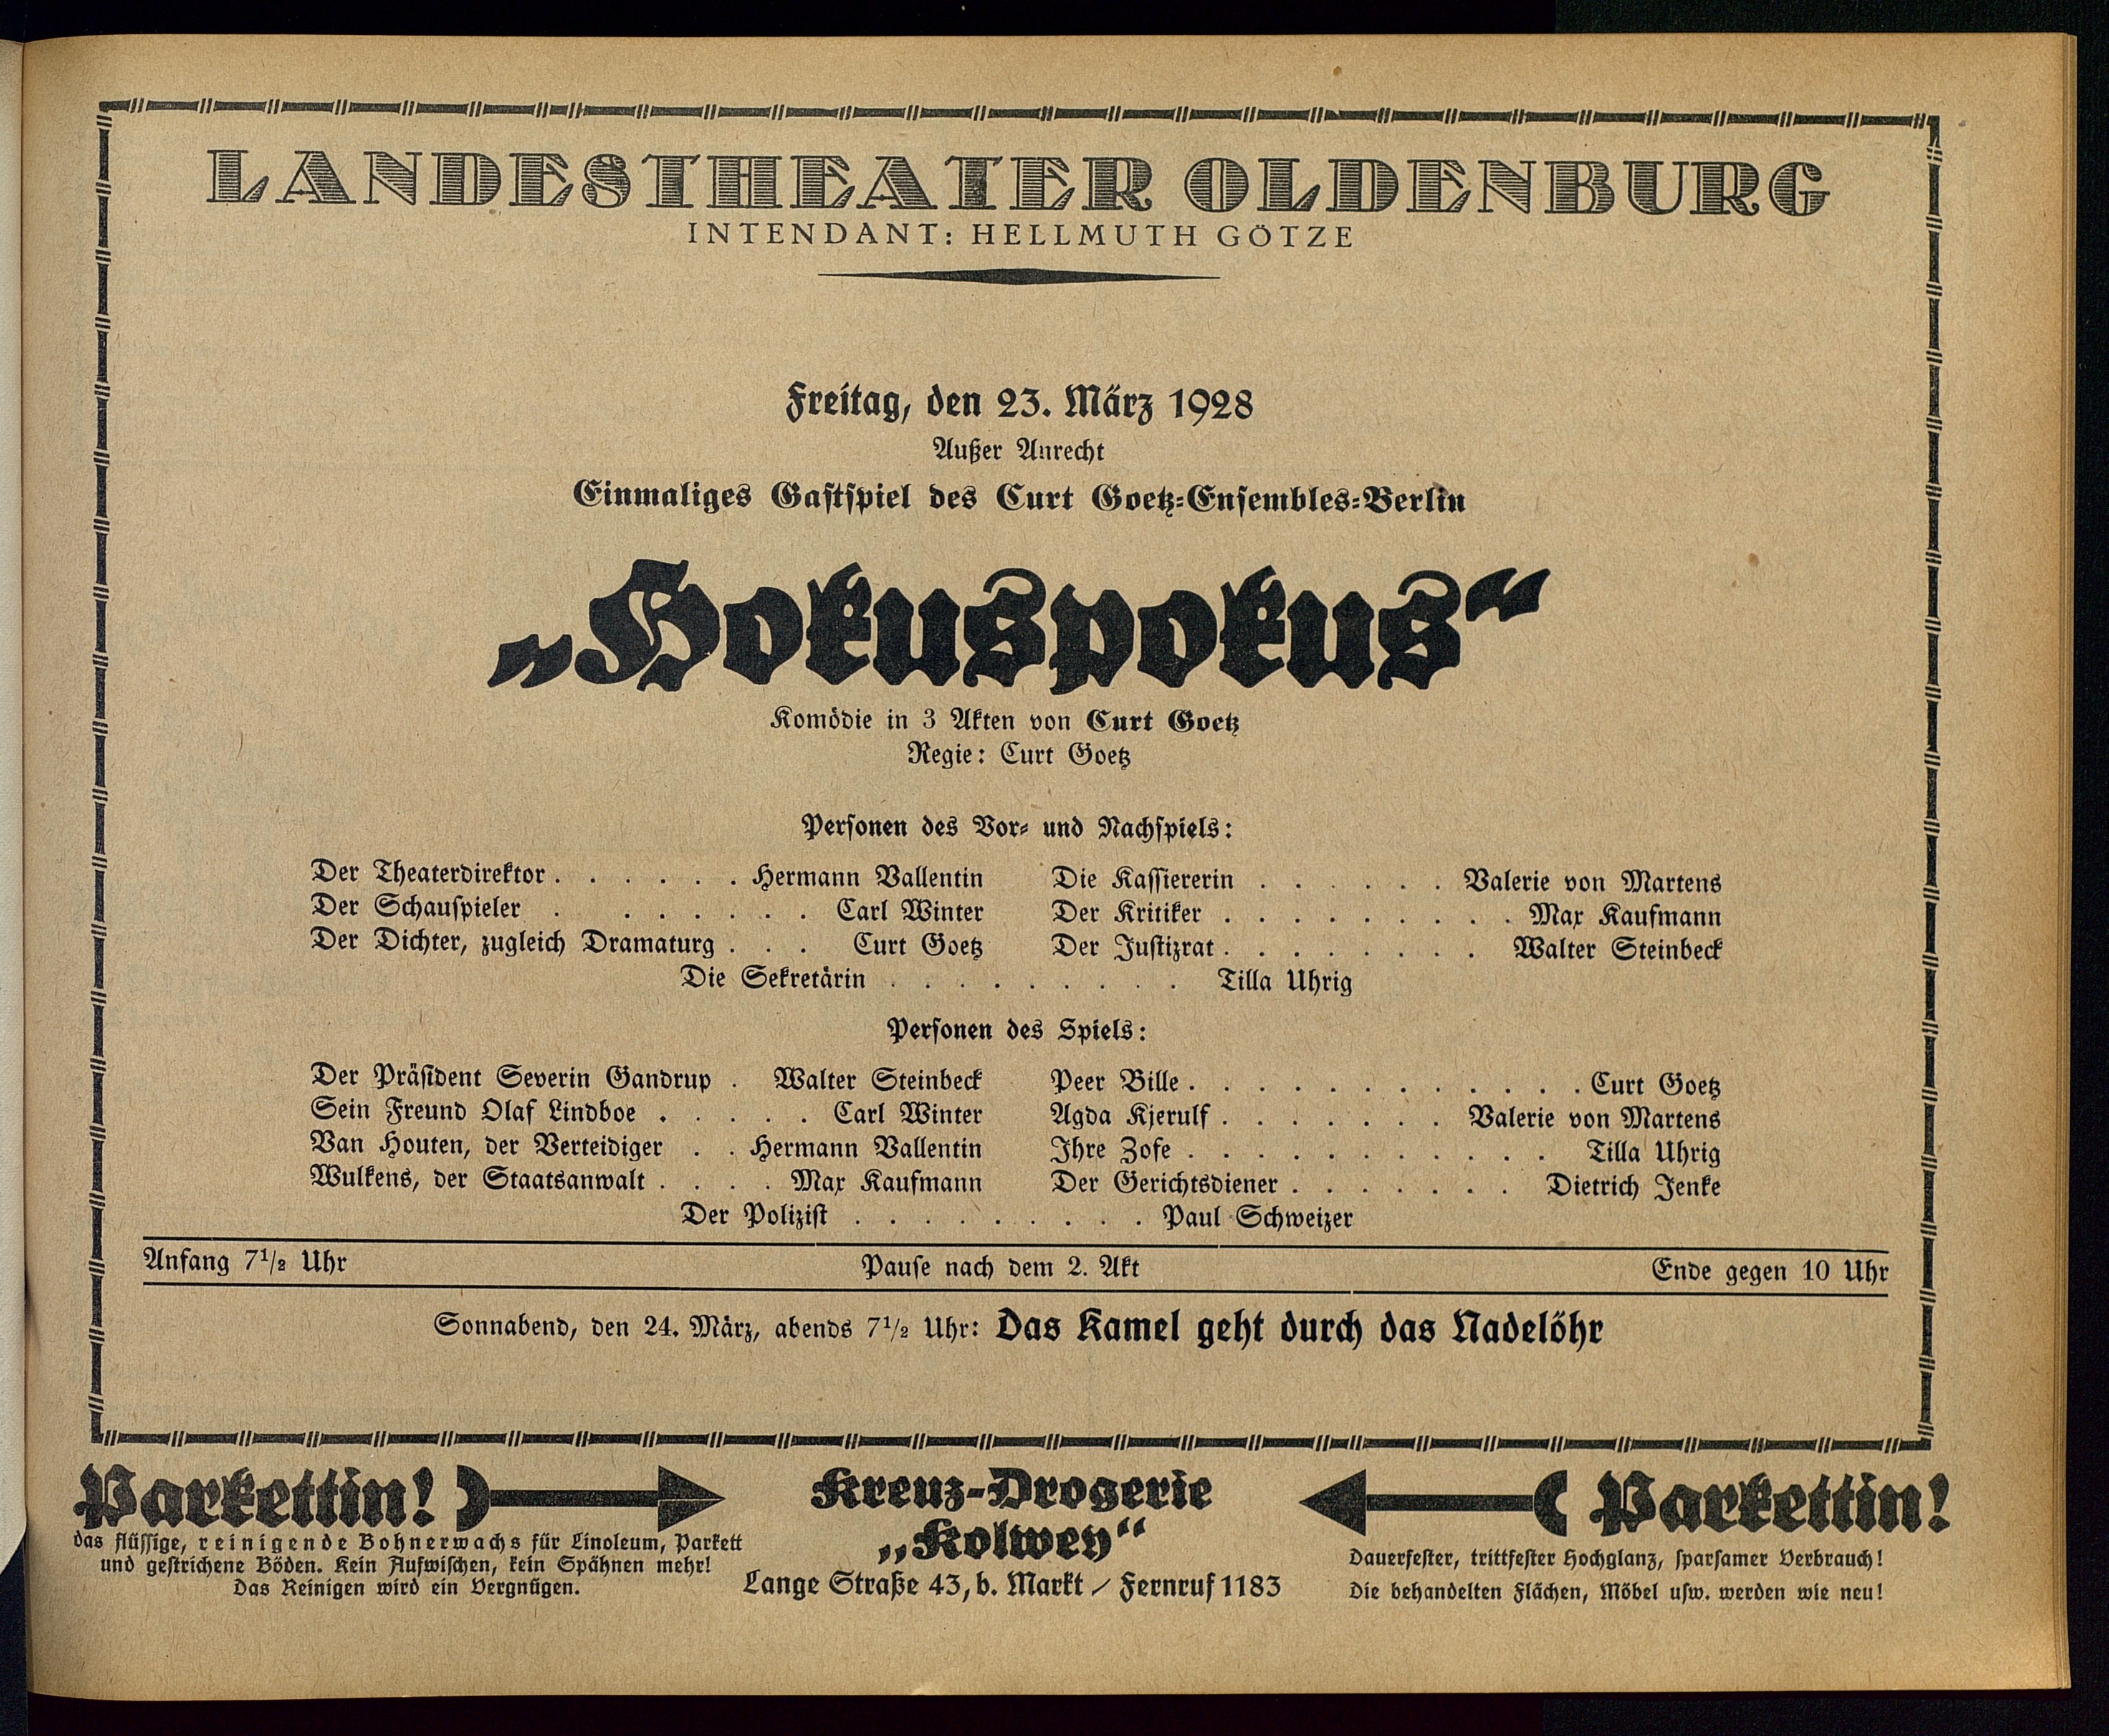 LANDESTHEATER OLDENBURG
INTENDANT: HELLMUTH GÖTZE
Freitag, den 23. März 1928
Außer Anrecht
Einmaliges Gastspiel des Curt Goetz-Ensembles-Berlin
„Hokuspokus“
Komödie in 3 Akten von Curt Goetz
Regie: Curt Goetz
Personen des Vor- und Nachspiels:
Der Theaterdirektor . . . . . . Hermann Vallentin
Der Schauspieler . . . . . . . Carl Winter
Der Dichter, zugleich Dramaturg . . . Curt Goetz
Die Kassiererin . . . . . . Valerie von Martens
Der Kritiker . . . . . . . . . Max Kaufmann
Der Justizrat . . . . . . . . Walter Steinbeck
Die Sekretärin . . . . . . . . . Tilla Uhrig
Personen des Spiels:
Der Präsident Severin Gandrup . Walter Steinbeck
Sein Freund Olaf Lindboe . . . . . Carl Winter
Van Houten, der Verteidiger . . Hermann Vallentin
Wulkens, der Staatsanwalt . . . . Max Kaufmann
Peer Bille . . . . . . . . . . . . Curt Goetz
Agda Kjerulf . . . . . . . Valerie von Martens
Ihre Zofe . . . . . . . . . . . Tilla Uhrig
Der Gerichtsdiener . . . . . . . Dietrich Jenke
Der Polizist . . . . . . . . . Paul Schweizer
Anfang 7½ Uhr Pause nach dem 2. Akt Ende gegen 10 Uhr
Sonnabend, den 24. März, abends 7½ Uhr: Das Kamel geht durch das Nadelöhr
Parkettin!
das flüssige, reinigende Bohnerwachs für Linoleum, Parkett
und gestrichene Böden. Kein Aufwischen, kein Spähnen mehr!
Das Reinigen wird ein Vergnügen.
Kreuz-Drogerie
„Kolwey“
Lange Straße 43, b. Markt / Fernruf 1183
Parkettin!
Dauerfester, trittfester Hochglanz, sparsamer Verbrauch!
Die behandelten Flächen, Möbel usw. werden wie neu!